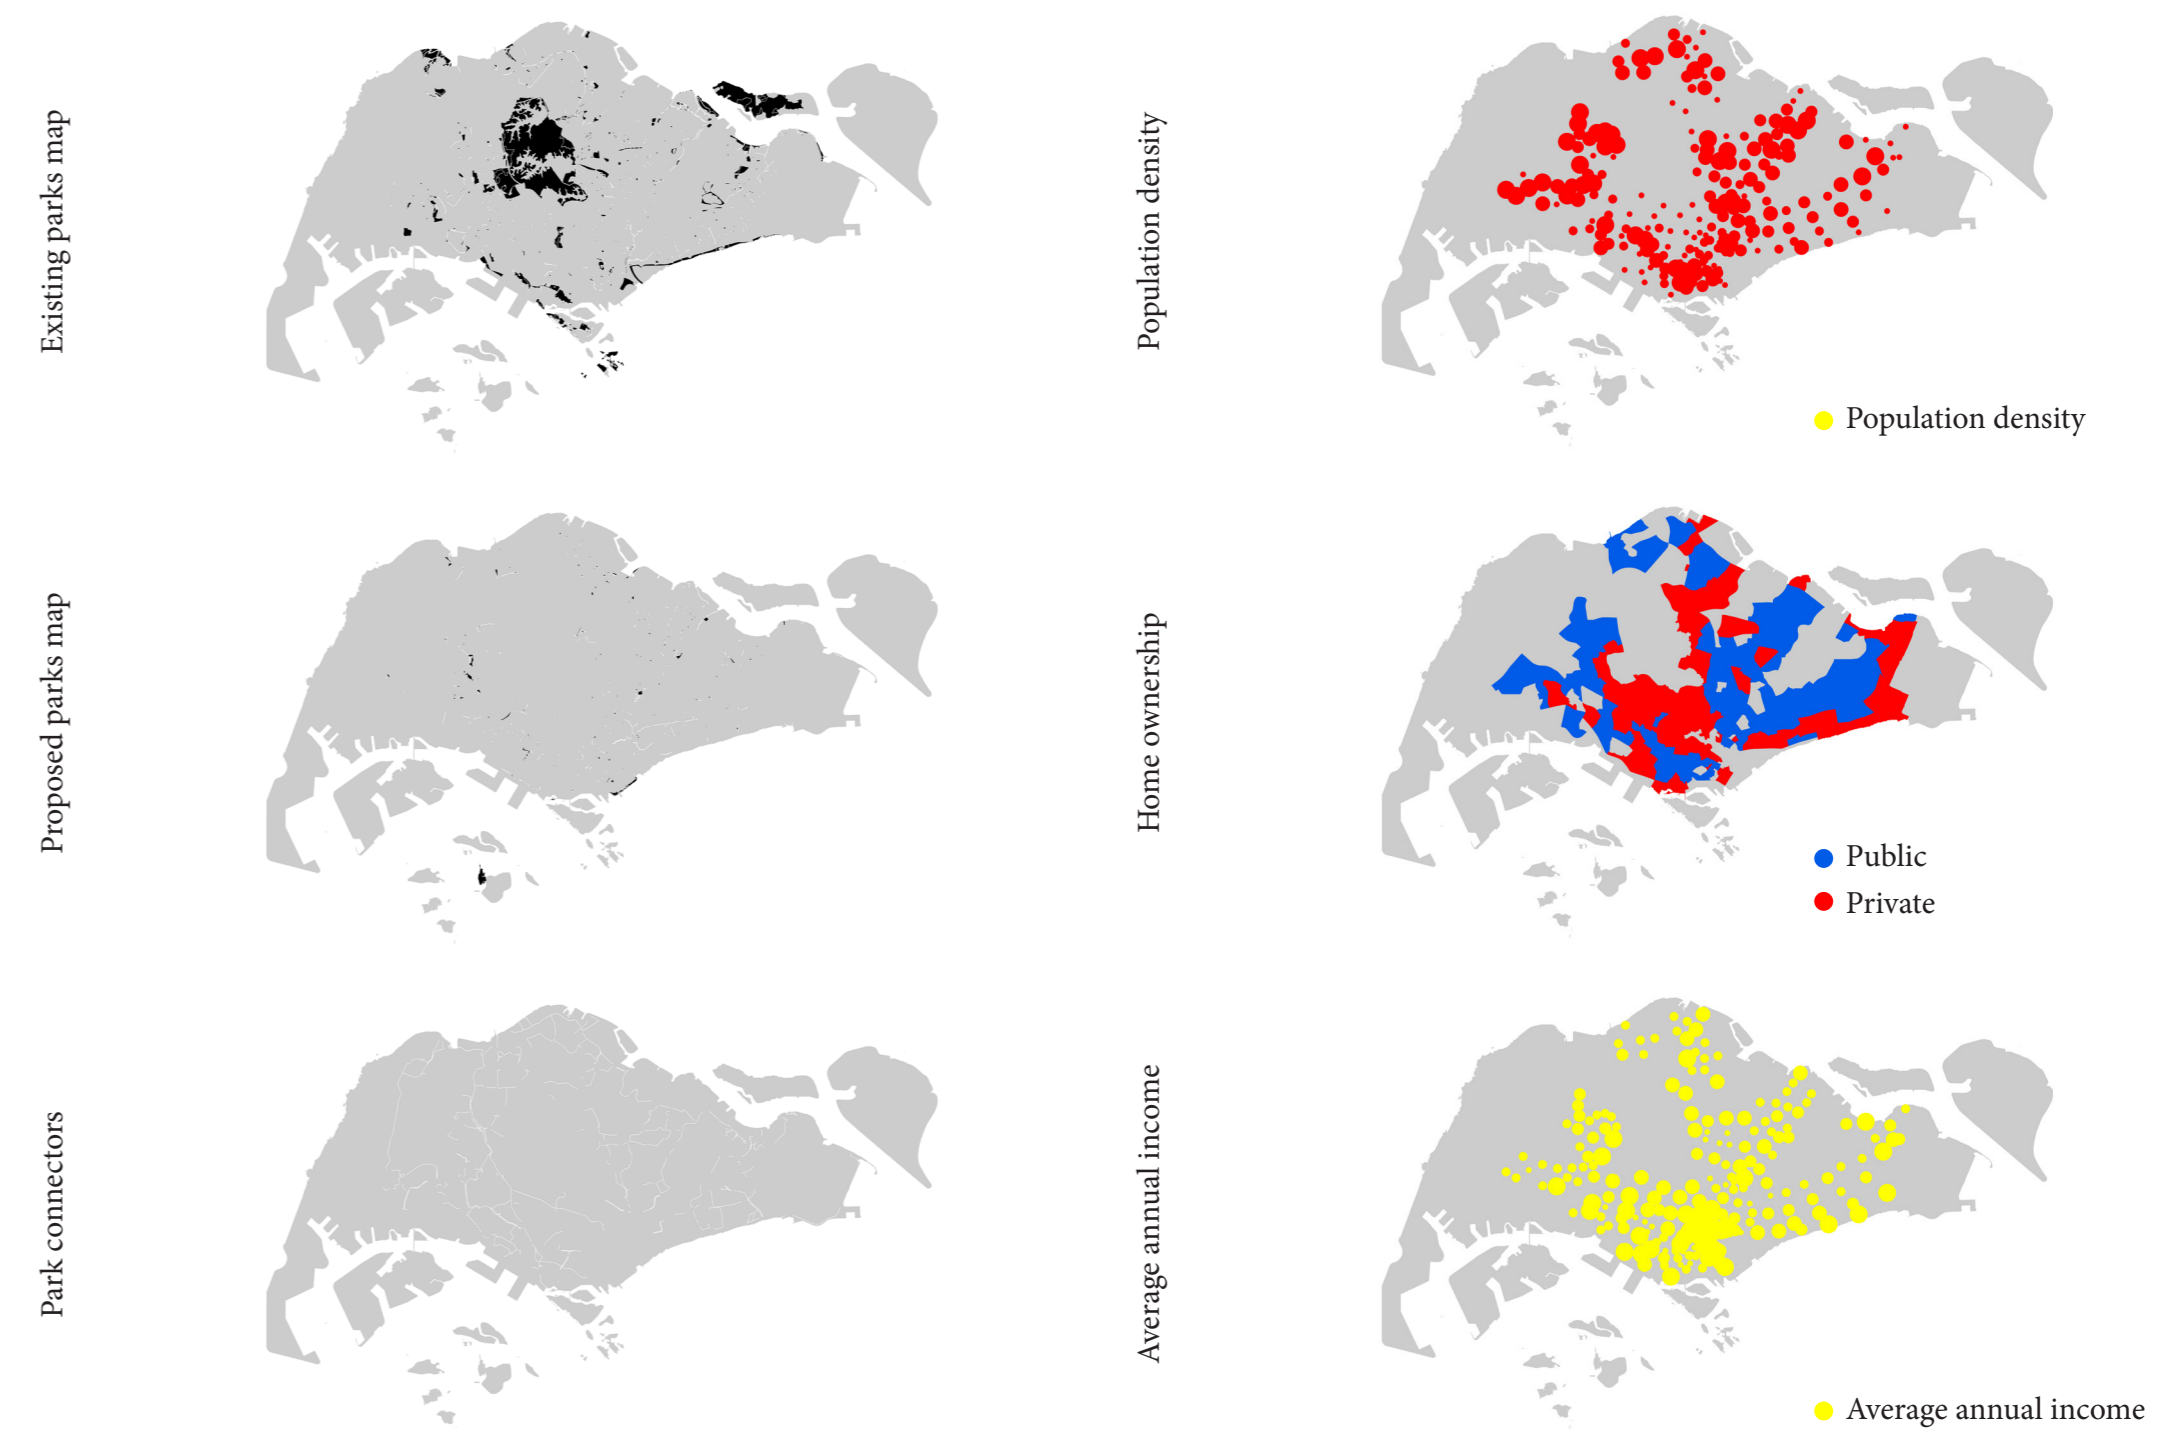 Existing parks map
Population density
Population density
Proposed parks map
Home ownership
Public
Private
Park connectors
Average annual income
Average annual income